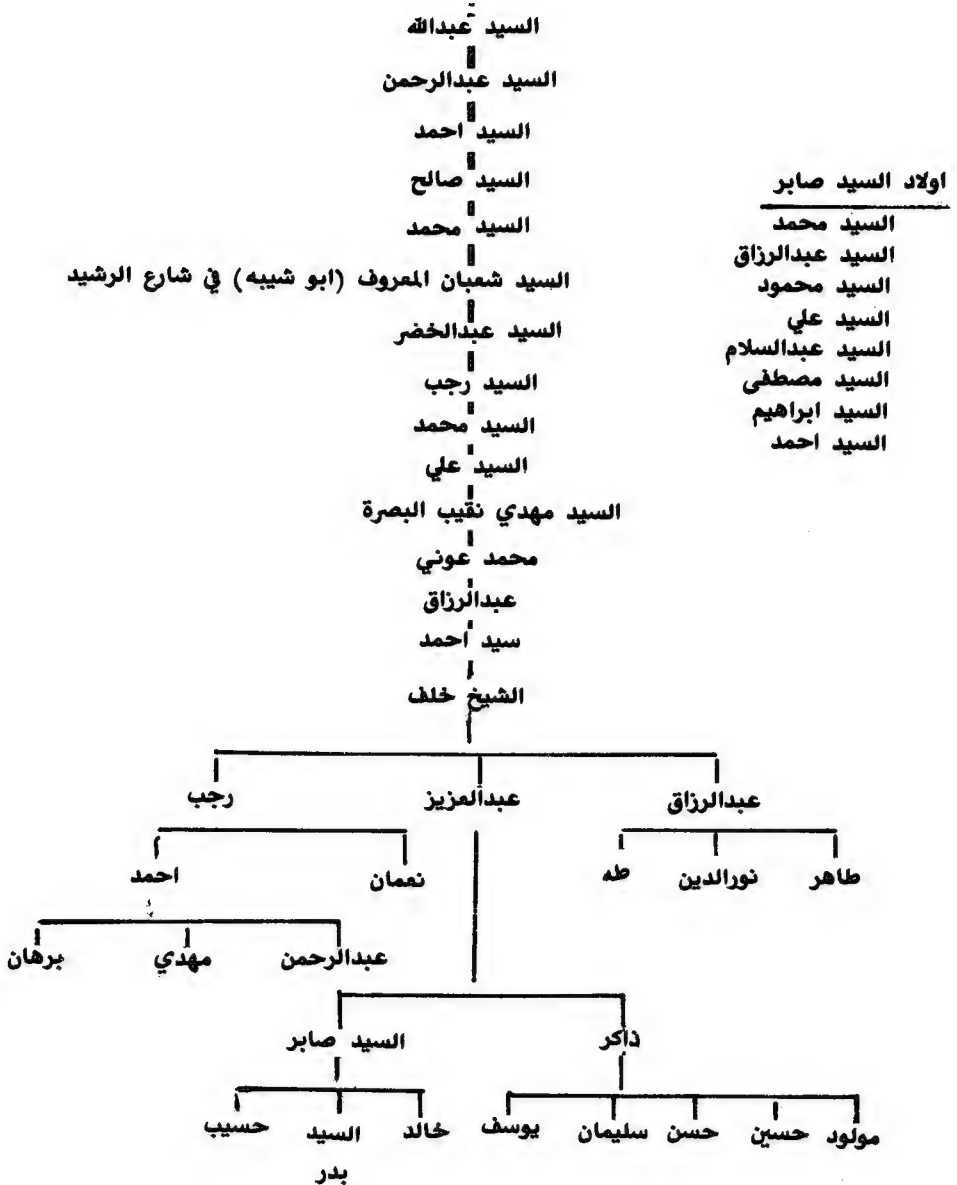 السيد عبدالله
السيد عبدالرحمن
السيد احمد
السيد صالح
السيد محمد
السيد شعبان المعروف (ابو شيبه) في شارع الرشيد
السيد عبدالخضر
السيد رجب
السيد محمد
السيد علي
السيد مهدي نقيب البصرة
محمد عوني
عبدالرزاق
سيد احمد
الشيخ خلف
اولاد السيد صابر
السيد محمد
السيد عبدالرزاق
السيد محمود
السيد علي
السيد عبدالسلام
السيد مصطفى
السيد ابراهيم
السيد احمد
عبدالرزاق عبدالعزيز رجب
طاهر نورالدين طه نعمان احمد
عبدالرحمن مهدي برهان
ذاكر السيد صابر
مولود حسين حسن سليمان يوسف خالد السيد حسيب
بدر